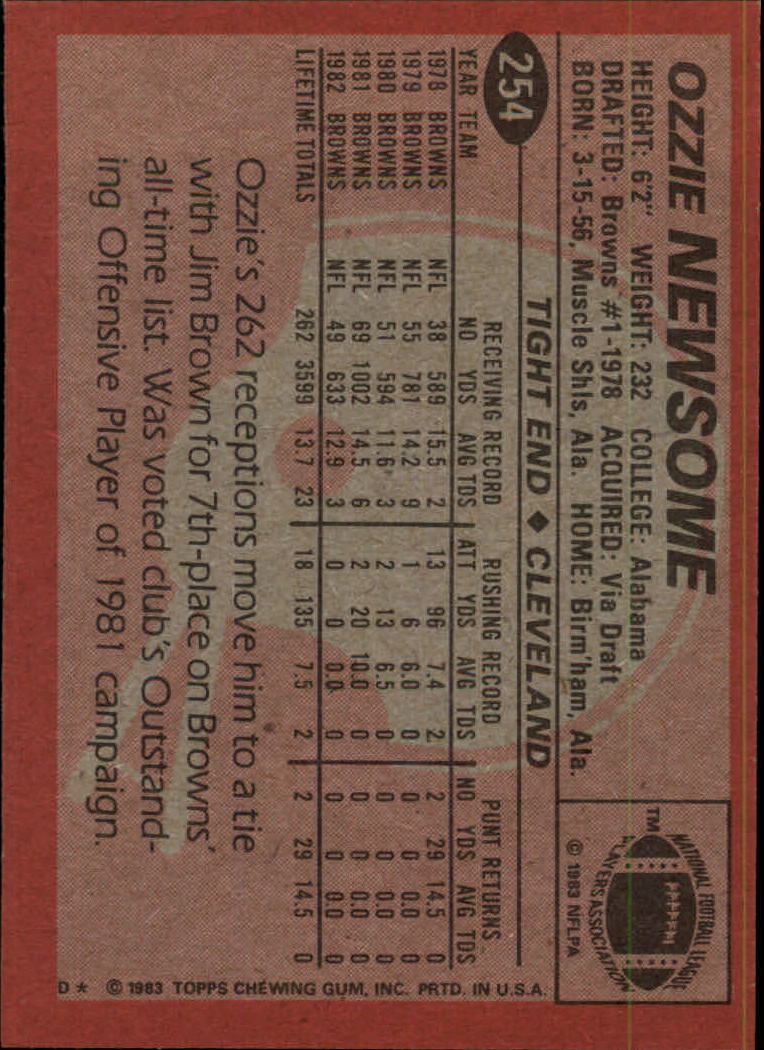 OZZIE NEWSOME
HEIGHT: 6'2" WEIGHT: 232 COLLEGE: Alabama
DRAFTED: Browns #1-1978 ACQUIRED: Via Draft
BORN: 3-15-56, Muscle Shls, Ala. HOME: Birm'ham, Ala.
TM
NATIONAL FOOTBALL LEAGUE
PLAYERS ASSOCIATION
© 1983 NFLPA
254
TIGHT END ♦ CLEVELAND
RECEIVING RECORD RUSHING RECORD PUNT RETURNS
YEAR TEAM NO YDS AVG TDS ATT YDS AVG TDS NO YDS AVG TDS
1978 BROWNS NFL 38 589 15.5 2 13 96 7.4 2 2 29 14.5 0
1979 BROWNS NFL 55 781 14.2 9 1 6 6.0 0 0 0 0.0 0
1980 BROWNS NFL 51 594 11.6 3 2 13 6.5 0 0 0 0.0 0
1981 BROWNS NFL 69 1002 14.5 6 2 20 10.0 0 0 0 0.0 0
1982 BROWNS NFL 49 633 12.9 3 0 0 0.0 0 0 0 0.0 0
LIFETIME TOTALS 262 3599 13.7 23 18 135 7.5 2 2 29 14.5 0
Ozzie's 262 receptions move him to a tie
with Jim Brown for 7th-place on Browns'
all-time list. Was voted club's Outstand-
ing Offensive Player of 1981 campaign.
D * © 1983 TOPPS CHEWING GUM, INC. PRTD. IN U.S.A.